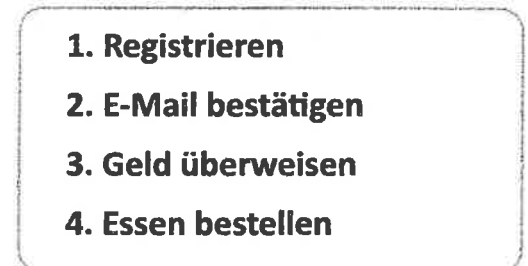 1. Registrieren
2. E-Mail bestätigen
3. Geld überweisen
4. Essen bestellen